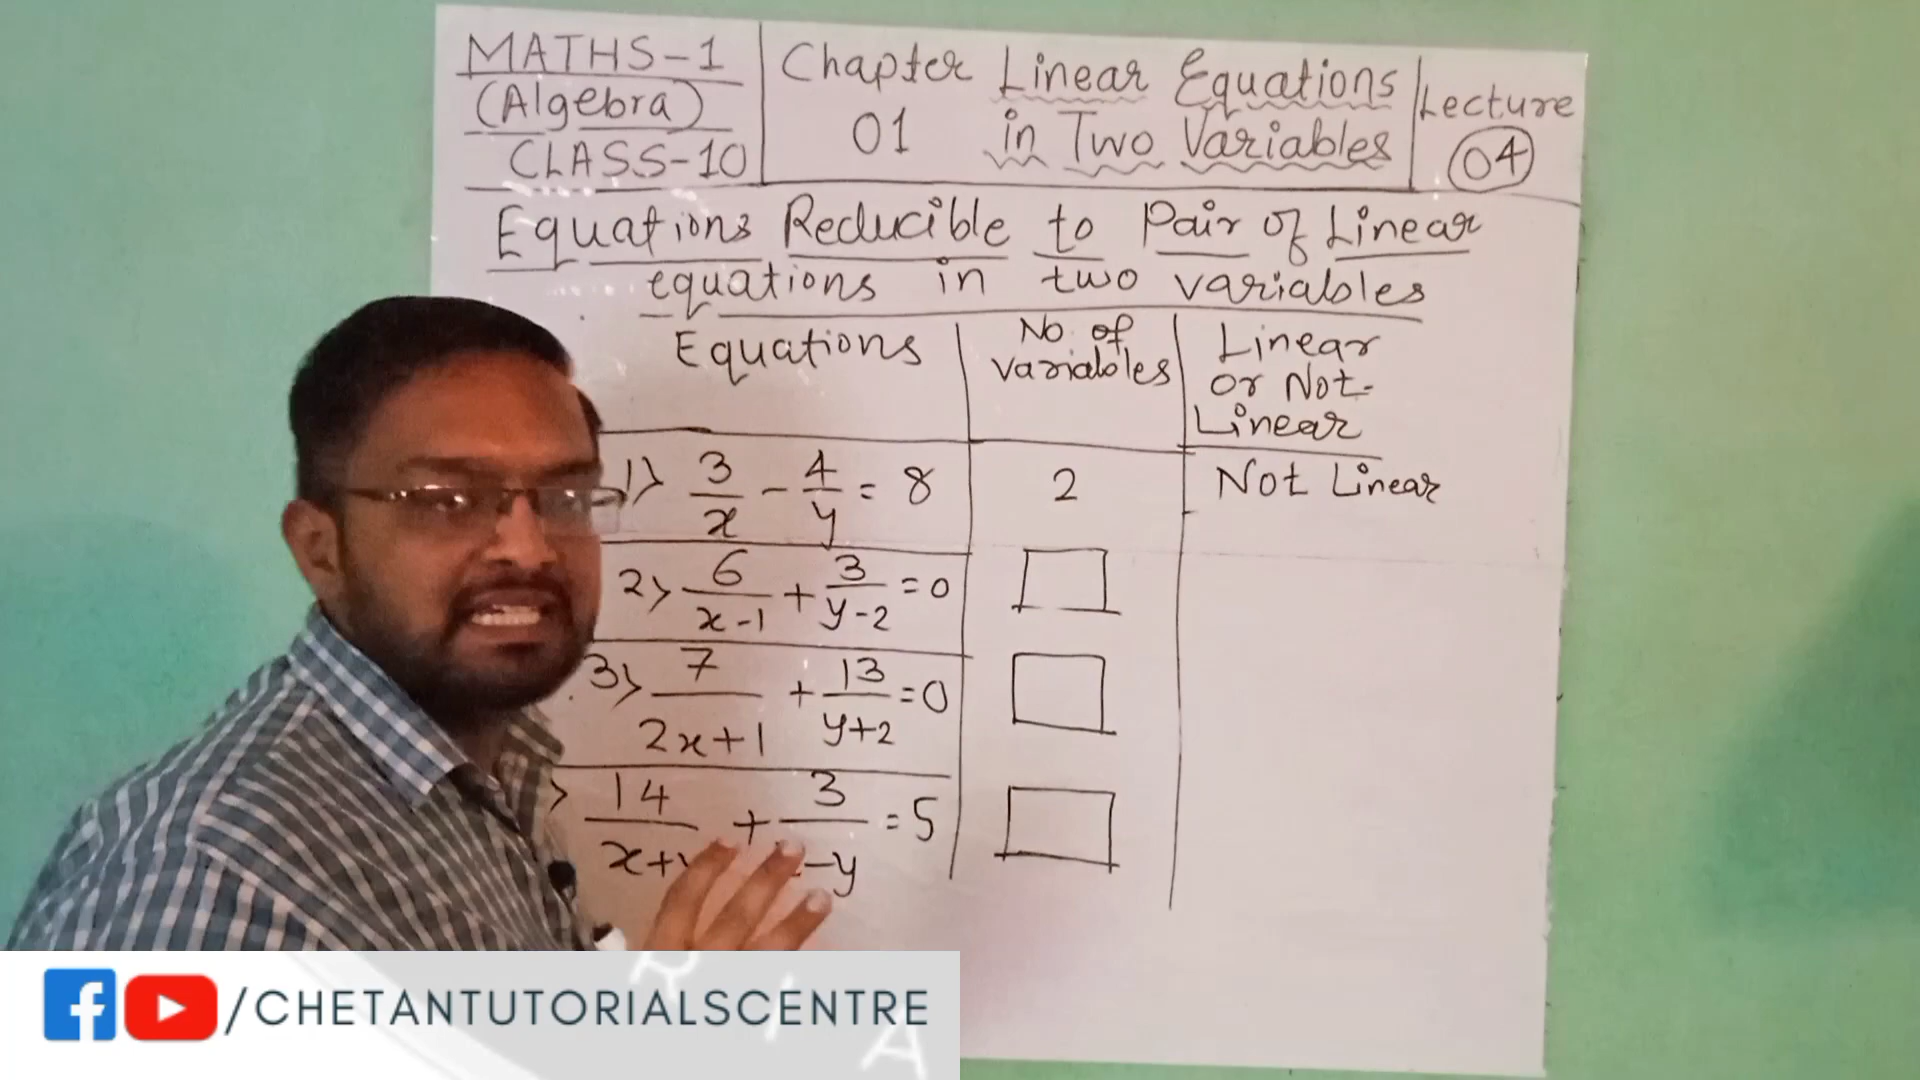 MATHS-1
(Algebra)
CLASS-10
Chapter
01
Linear Equations
in Two Variables
Lecture
04
Equations Reducible to Pair of Linear
equations in two variables
Equations
No. of
variables
Linear
or Not-
Linear
1> 3/x - 4/y = 8
2
Not Linear
2> 6/x-1 + 3/y-2 = 0
3> 7/2x+1 + 13/y+2 = 0
> 14/x+ + 3/-y = 5
/CHETANTUTORIALSCENTRE